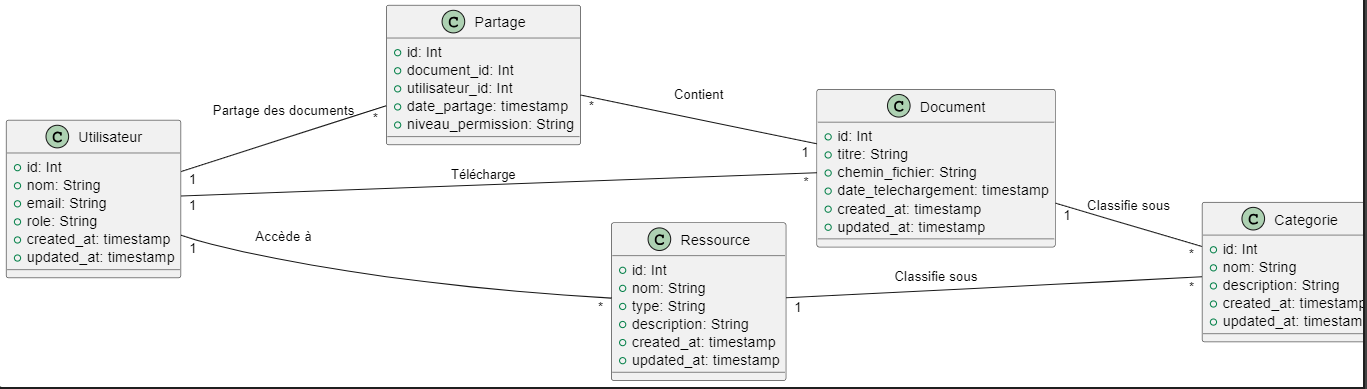 C Partage
id: Int
document_id: Int
utilisateur_id: Int
date_partage: timestamp
niveau_permission: String
Partage des documents
*
Contient
*
1
C Utilisateur
id: Int
nom: String
email: String
role: String
created_at: timestamp
updated_at: timestamp
1
Télécharge
1
*
Accède à
1
*
C Document
id: Int
titre: String
chemin_fichier: String
date_telechargement: timestamp
created_at: timestamp
updated_at: timestamp
Classifie sous
1
*
C Ressource
id: Int
nom: String
type: String
description: String
created_at: timestamp
updated_at: timestamp
Classifie sous
1
*
C Categorie
id: Int
nom: String
description: String
created_at: timestamp
updated_at: timestam